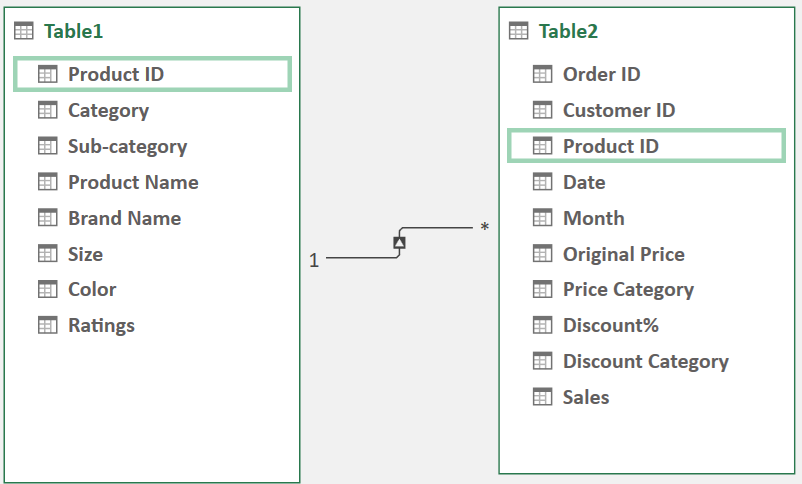 Table1
Product ID
Category
Sub-category
Product Name
Brand Name
Size
Color
Ratings
1
*
Table2
Order ID
Customer ID
Product ID
Date
Month
Original Price
Price Category
Discount%
Discount Category
Sales